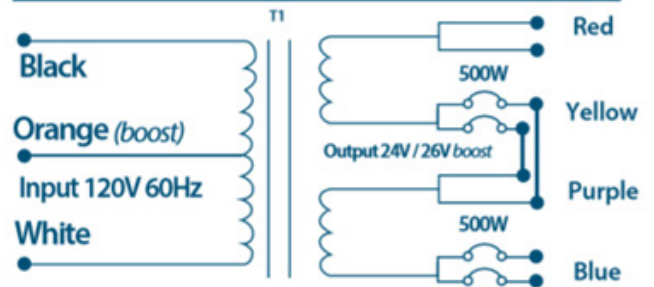 T1
Red
Black
500W
Orange (boost)
Yellow
Output 24V / 26V boost
Input 120V 60Hz
Purple
White
500W
Blue